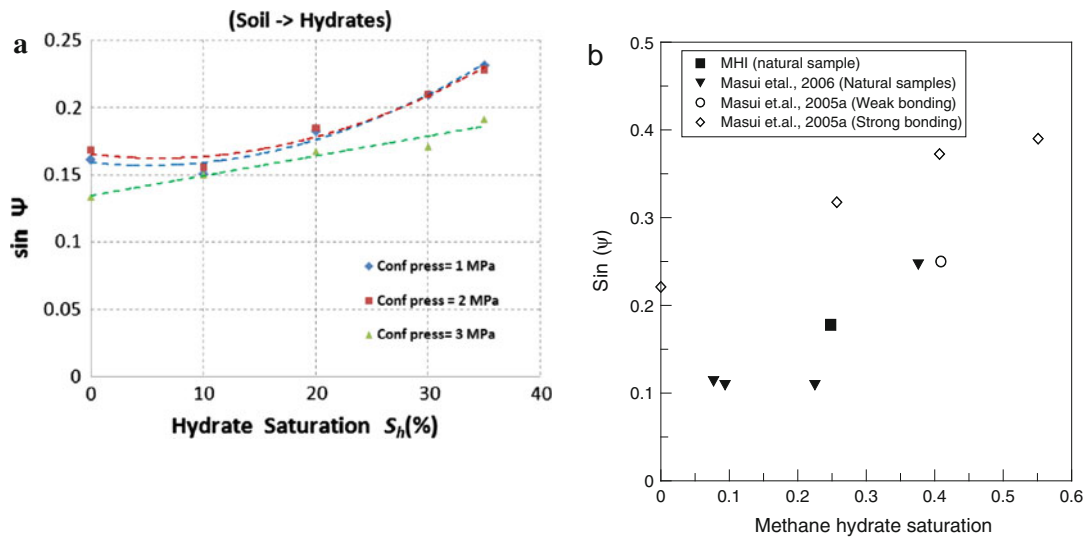 a
(Soil -> Hydrates)
0.25
0.2
0.15
0.1
0.05
0
sin Ψ
Conf press= 1 MPa
Conf press = 2 MPa
Conf press= 3 MPa
0 10 20 30 40
Hydrate Saturation Sh(%)
b
0.5
0.4
0.3
0.2
0.1
0
Sin (ψ)
MHI (natural sample)
Masui etal., 2006 (Natural samples)
Masui et.al., 2005a (Weak bonding)
Masui et.al., 2005a (Strong bonding)
0 0.1 0.2 0.3 0.4 0.5 0.6
Methane hydrate saturation